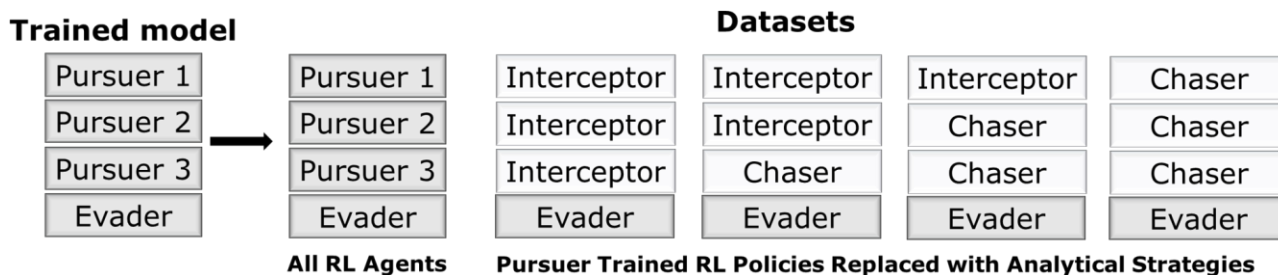 Datasets
Trained model
Pursuer 1
Pursuer 2
Pursuer 3
Evader
Pursuer 1
Pursuer 2
Pursuer 3
Evader
All RL Agents
Interceptor
Interceptor
Interceptor
Evader
Interceptor
Interceptor
Chaser
Evader
Interceptor
Chaser
Chaser
Evader
Chaser
Chaser
Chaser
Evader
Pursuer Trained RL Policies Replaced with Analytical Strategies